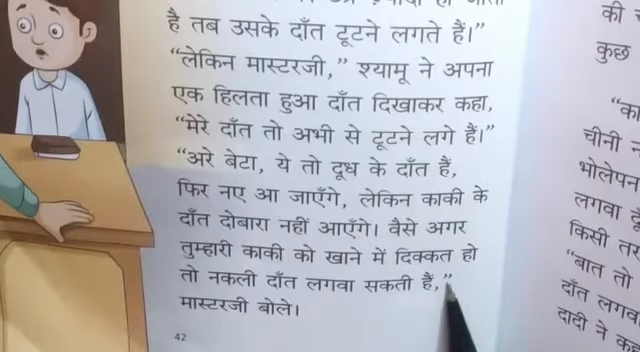 है तब उसके दाँत टूटने लगते हैं।”
“लेकिन मास्टरजी,” श्यामू ने अपना
एक हिलता हुआ दाँत दिखाकर कहा,
“मेरे दाँत तो अभी से टूटने लगे हैं।”
“अरे बेटा, ये तो दूध के दाँत हैं,
फिर नए आ जाएँगे, लेकिन काकी के
दाँत दोबारा नहीं आएँगे। वैसे अगर
तुम्हारी काकी को खाने में दिक्कत हो
तो नकली दाँत लगवा सकती हैं,”
मास्टरजी बोले।
42
की
कुछ
चीनी
भोलेपन
लगवा
किसी
“बात तो
दाँत
दादी ने